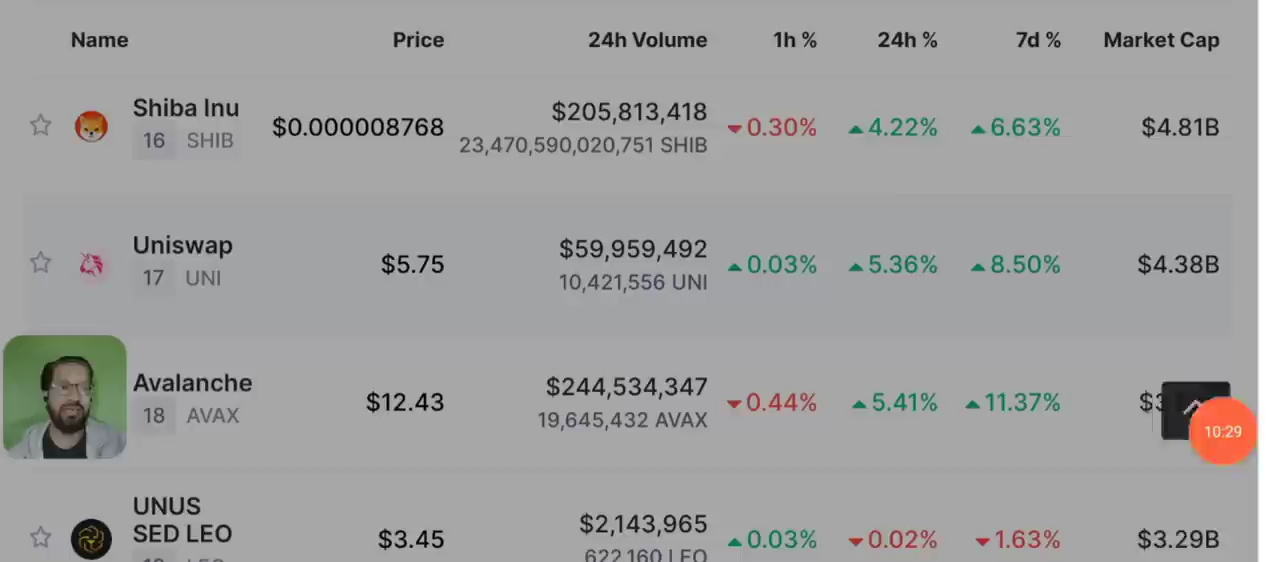 Name Price 24h Volume 1h % 24h % 7d % Market Cap
Shiba Inu
16 SHIB $0.000008768 $205,813,418 0.30% 4.22% 6.63% $4.81B
23,470,590,020,751 SHIB
Uniswap
17 UNI $5.75 $59,959,492 0.03% 5.36% 8.50% $4.38B
10,421,556 UNI
Avalanche
18 AVAX $12.43 $244,534,347 0.44% 5.41% 11.37%
19,645,432 AVAX
10:29
UNUS
SED LEO $3.45 $2,143,965 0.03% 0.02% 1.63% $3.29B
622,160 LEO